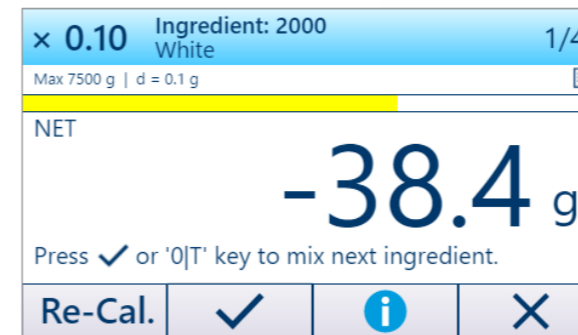 × 0.10 Ingredient: 2000
White
1/4
Max 7500 g | d = 0.1 g
NET
-38.4 g
Press ✓ or '0|T' key to mix next ingredient.
Re-Cal. ✓ i ✕